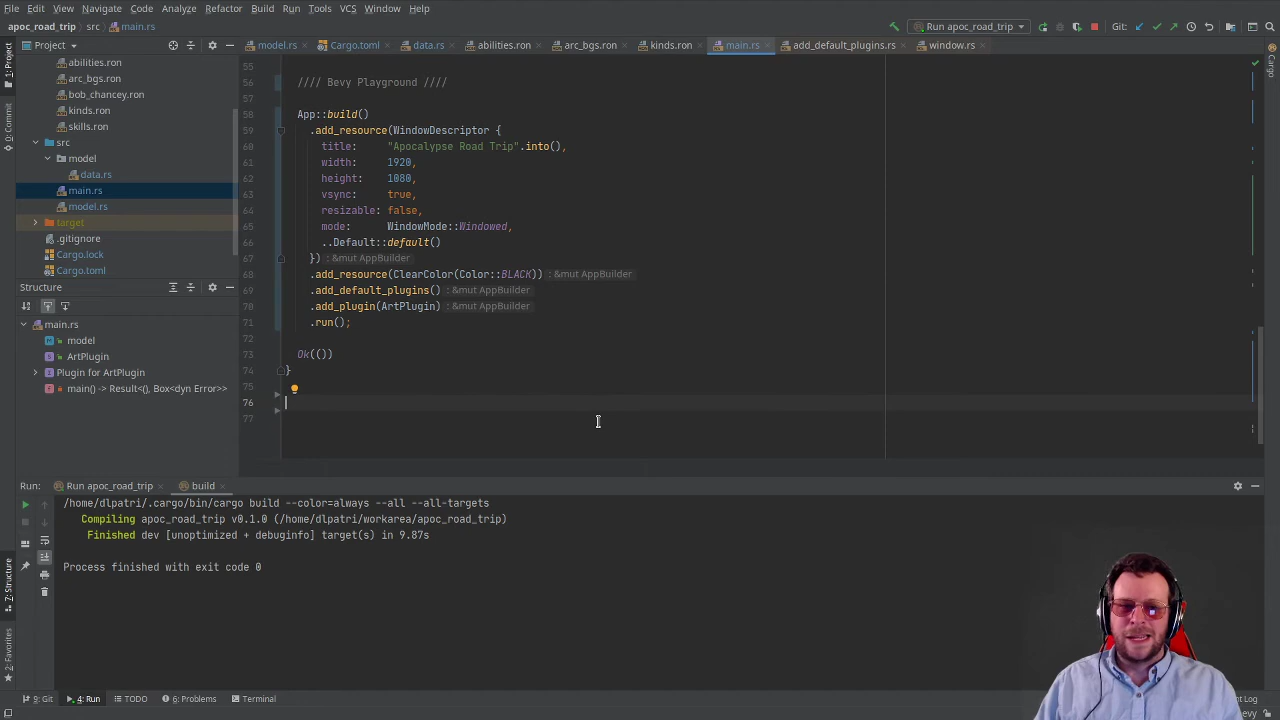 File Edit View Navigate Code Analyze Refactor Build Run Tools VCS Window Help
apoc_road_trip src main.rs
Run apoc_road_trip Git:
Project
model.rs Cargo.toml data.rs abilities.ron arc_bgs.ron kinds.ron main.rs add_default_plugins.rs window.rs
1: Project
Commit
7: Structure
2: Favorites
Cargo
abilities.ron
arc_bgs.ron
bob_chancey.ron
kinds.ron
skills.ron
src
model
data.rs
main.rs
model.rs
target
.gitignore
Cargo.lock
Cargo.toml
Structure
main.rs
model
ArtPlugin
Plugin for ArtPlugin
main() -> Result<(), Box<dyn Error>>
55
56 //// Bevy Playground ////
57
58 App::build()
59 .add_resource(WindowDescriptor {
60 title: "Apocalypse Road Trip".into(),
61 width: 1920,
62 height: 1080,
63 vsync: true,
64 resizable: false,
65 mode: WindowMode::Windowed,
66 ..Default::default()
67 }) : &mut AppBuilder
68 .add_resource(ClearColor(Color::BLACK)) : &mut AppBuilder
69 .add_default_plugins() : &mut AppBuilder
70 .add_plugin(ArtPlugin) : &mut AppBuilder
71 .run();
72
73 Ok(())
74 }
75
76
77
Run: Run apoc_road_trip build
/home/dlpatri/.cargo/bin/cargo build --color=always --all --all-targets
Compiling apoc_road_trip v0.1.0 (/home/dlpatri/workarea/apoc_road_trip)
Finished dev [unoptimized + debuginfo] target(s) in 9.87s
Process finished with exit code 0
9: Git 4: Run TODO 6: Problems Terminal